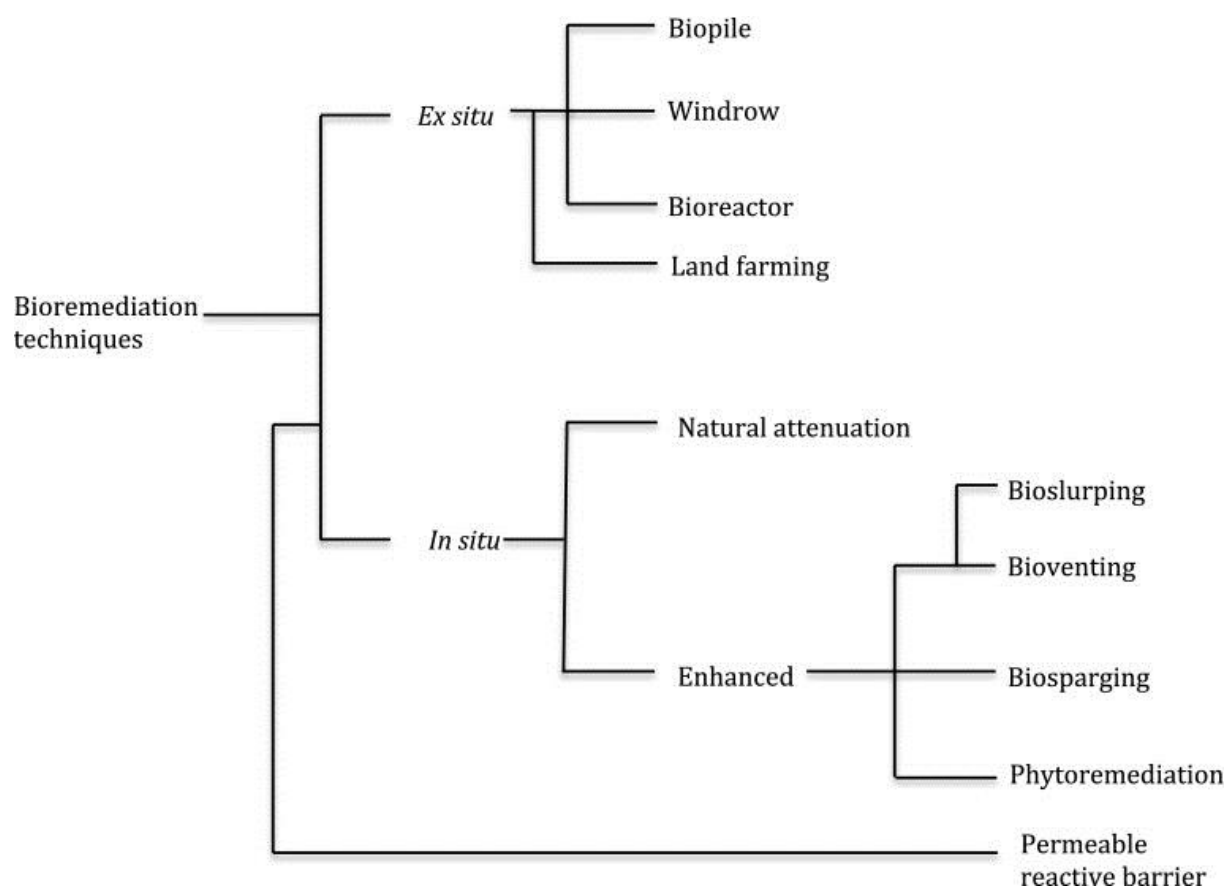 Biopile
Ex situ
Windrow
Bioreactor
Land farming
Bioremediation
techniques
Natural attenuation
Bioslurping
In situ
Bioventing
Enhanced
Biosparging
Phytoremediation
Permeable
reactive barrier